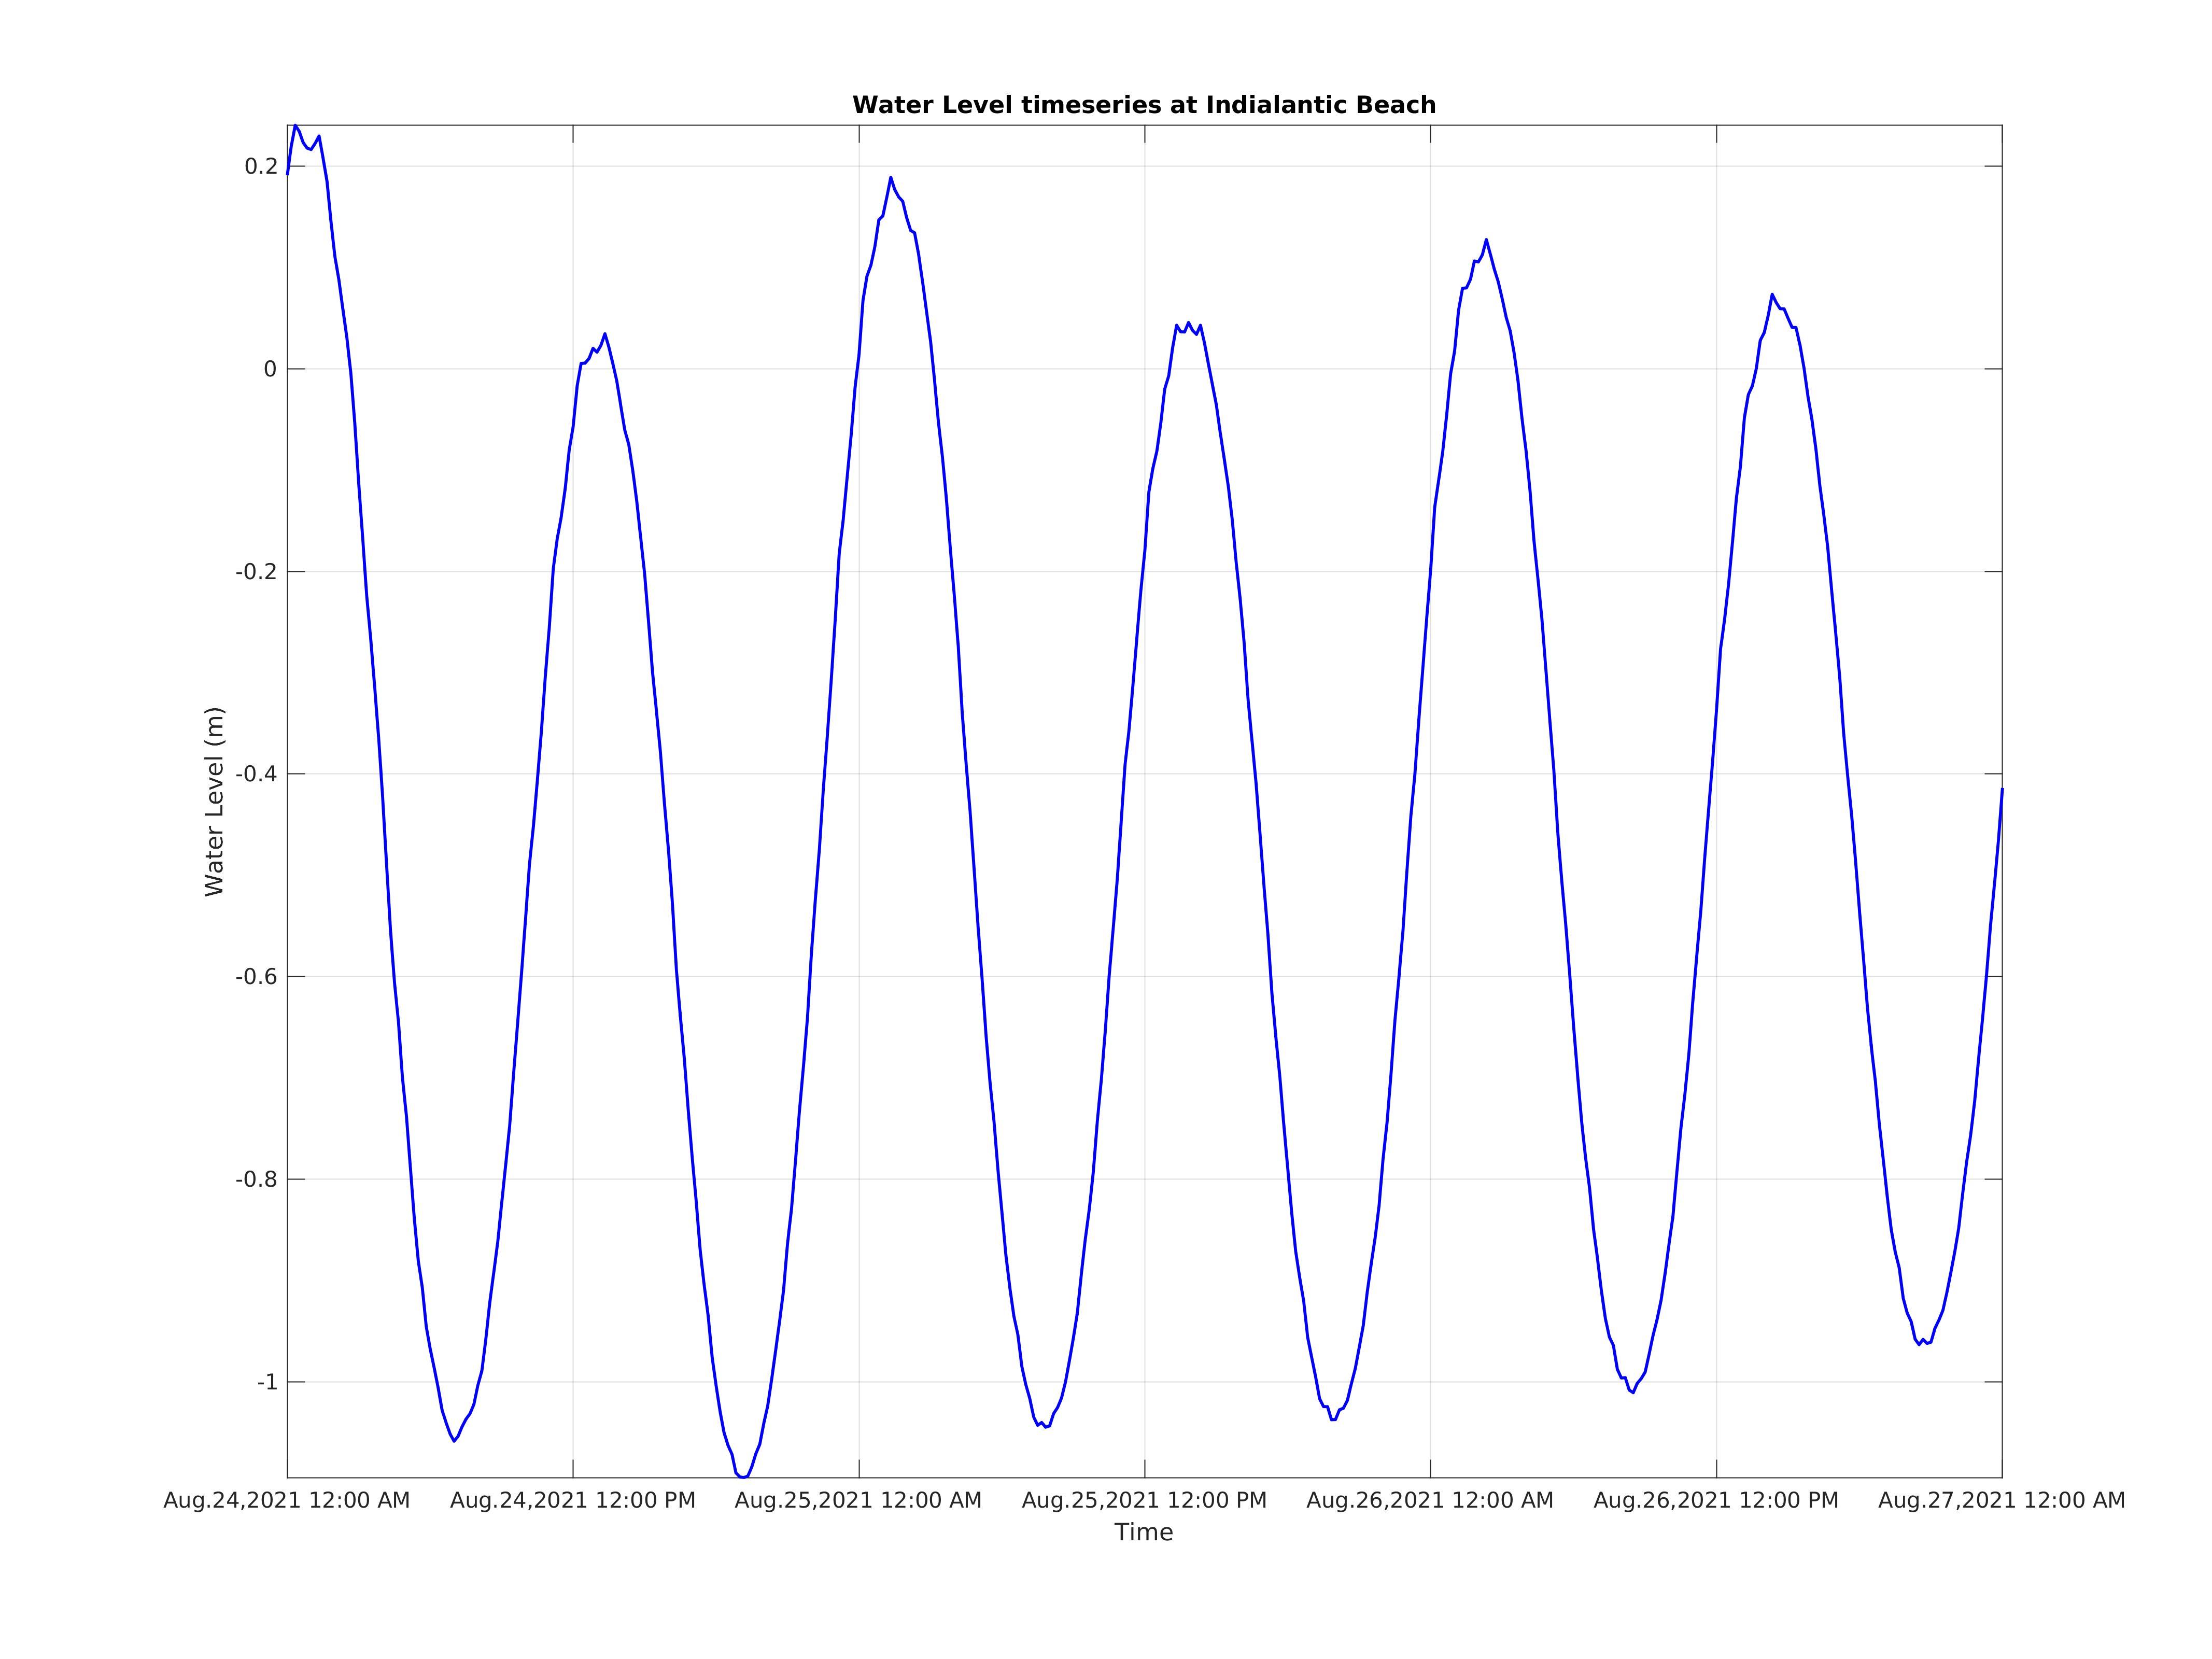 Water Level timeseries at Indialantic Beach
0.2
0
-0.2
-0.4
-0.6
-0.8
-1
Water Level (m)
Aug.24,2021 12:00 AM Aug.24,2021 12:00 PM Aug.25,2021 12:00 AM Aug.25,2021 12:00 PM Aug.26,2021 12:00 AM Aug.26,2021 12:00 PM Aug.27,2021 12:00 AM
Time